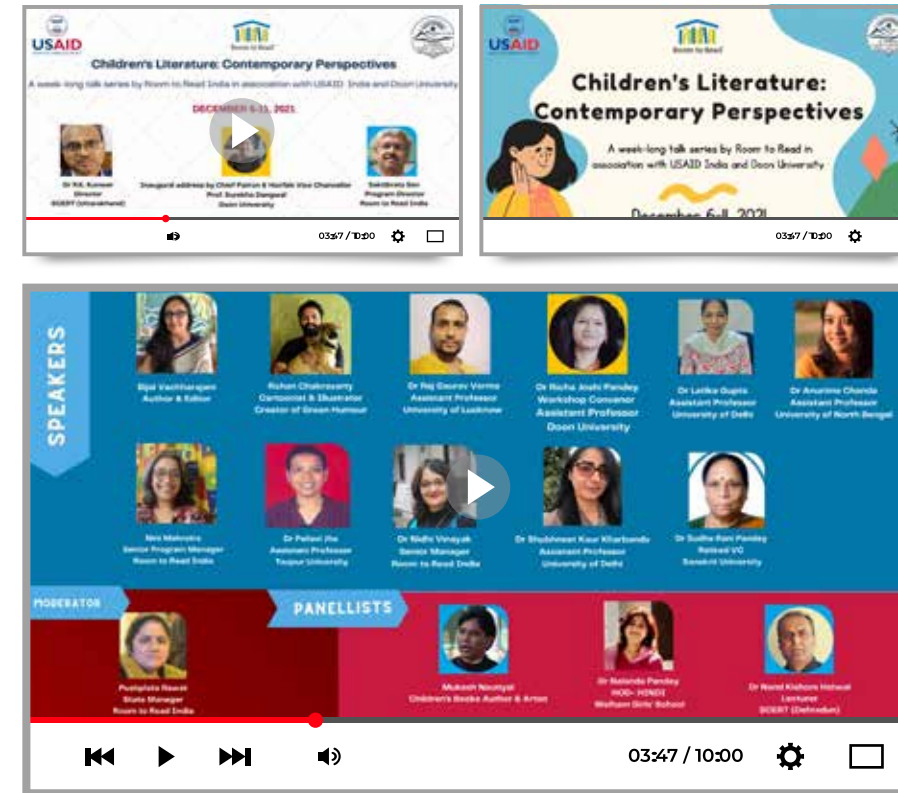 USAID
Room to Read
Children's Literature: Contemporary Perspectives
A week-long talk series by Room to Read India in association with USAID India and Doon University
DECEMBER 6-11, 2021
Director
SCERT (Uttarakhand)
Inaugural address by Chief Patron & Hon'ble Vice Chancellor
Prof. Surekha Dangwal
Doon University
Saktibrata Sen
Program Director
Room to Read India
03:47 / 10:00
USAID
Room to Read
Children's Literature:
Contemporary Perspectives
A week-long talk series by Room to Read in
association with USAID India and Doon University
December 6-11, 2021
03:47 / 10:00
SPEAKERS
Bijal Vachharajani
Author & Editor
Rohan Chakravarty
Cartoonist & Illustrator
Creator of Green Humour
Dr Raj Gaurav Verma
Assistant Professor
University of Lucknow
Dr Richa Joshi Pandey
Workshop Convenor
Assistant Professor
Doon University
Dr Latika Gupta
Assistant Professor
University of Delhi
Dr Anurima Chanda
Assistant Professor
University of North Bengal
Senior Program Manager
Room to Read India
Dr Pallavi Jha
Assistant Professor
Tezpur University
Dr Nidhi Vinayak
Senior Manager
Room to Read India
Dr Shubhneet Kaur Kharbanda
Assistant Professor
University of Delhi
Dr Sudha Rani Pandey
Retired VC
Sanskrit University
MODERATOR
Pushplata Rawat
State Manager
Room to Read India
PANELLISTS
Mukesh Nautiyal
Children's Books Author & Artist
Dr Nalanda Pandey
HOD- HINDI
Welham Girls' School
Dr Nand Kishore Hatwal
Lecturer
SCERT (Dehradun)
03:47 / 10:00